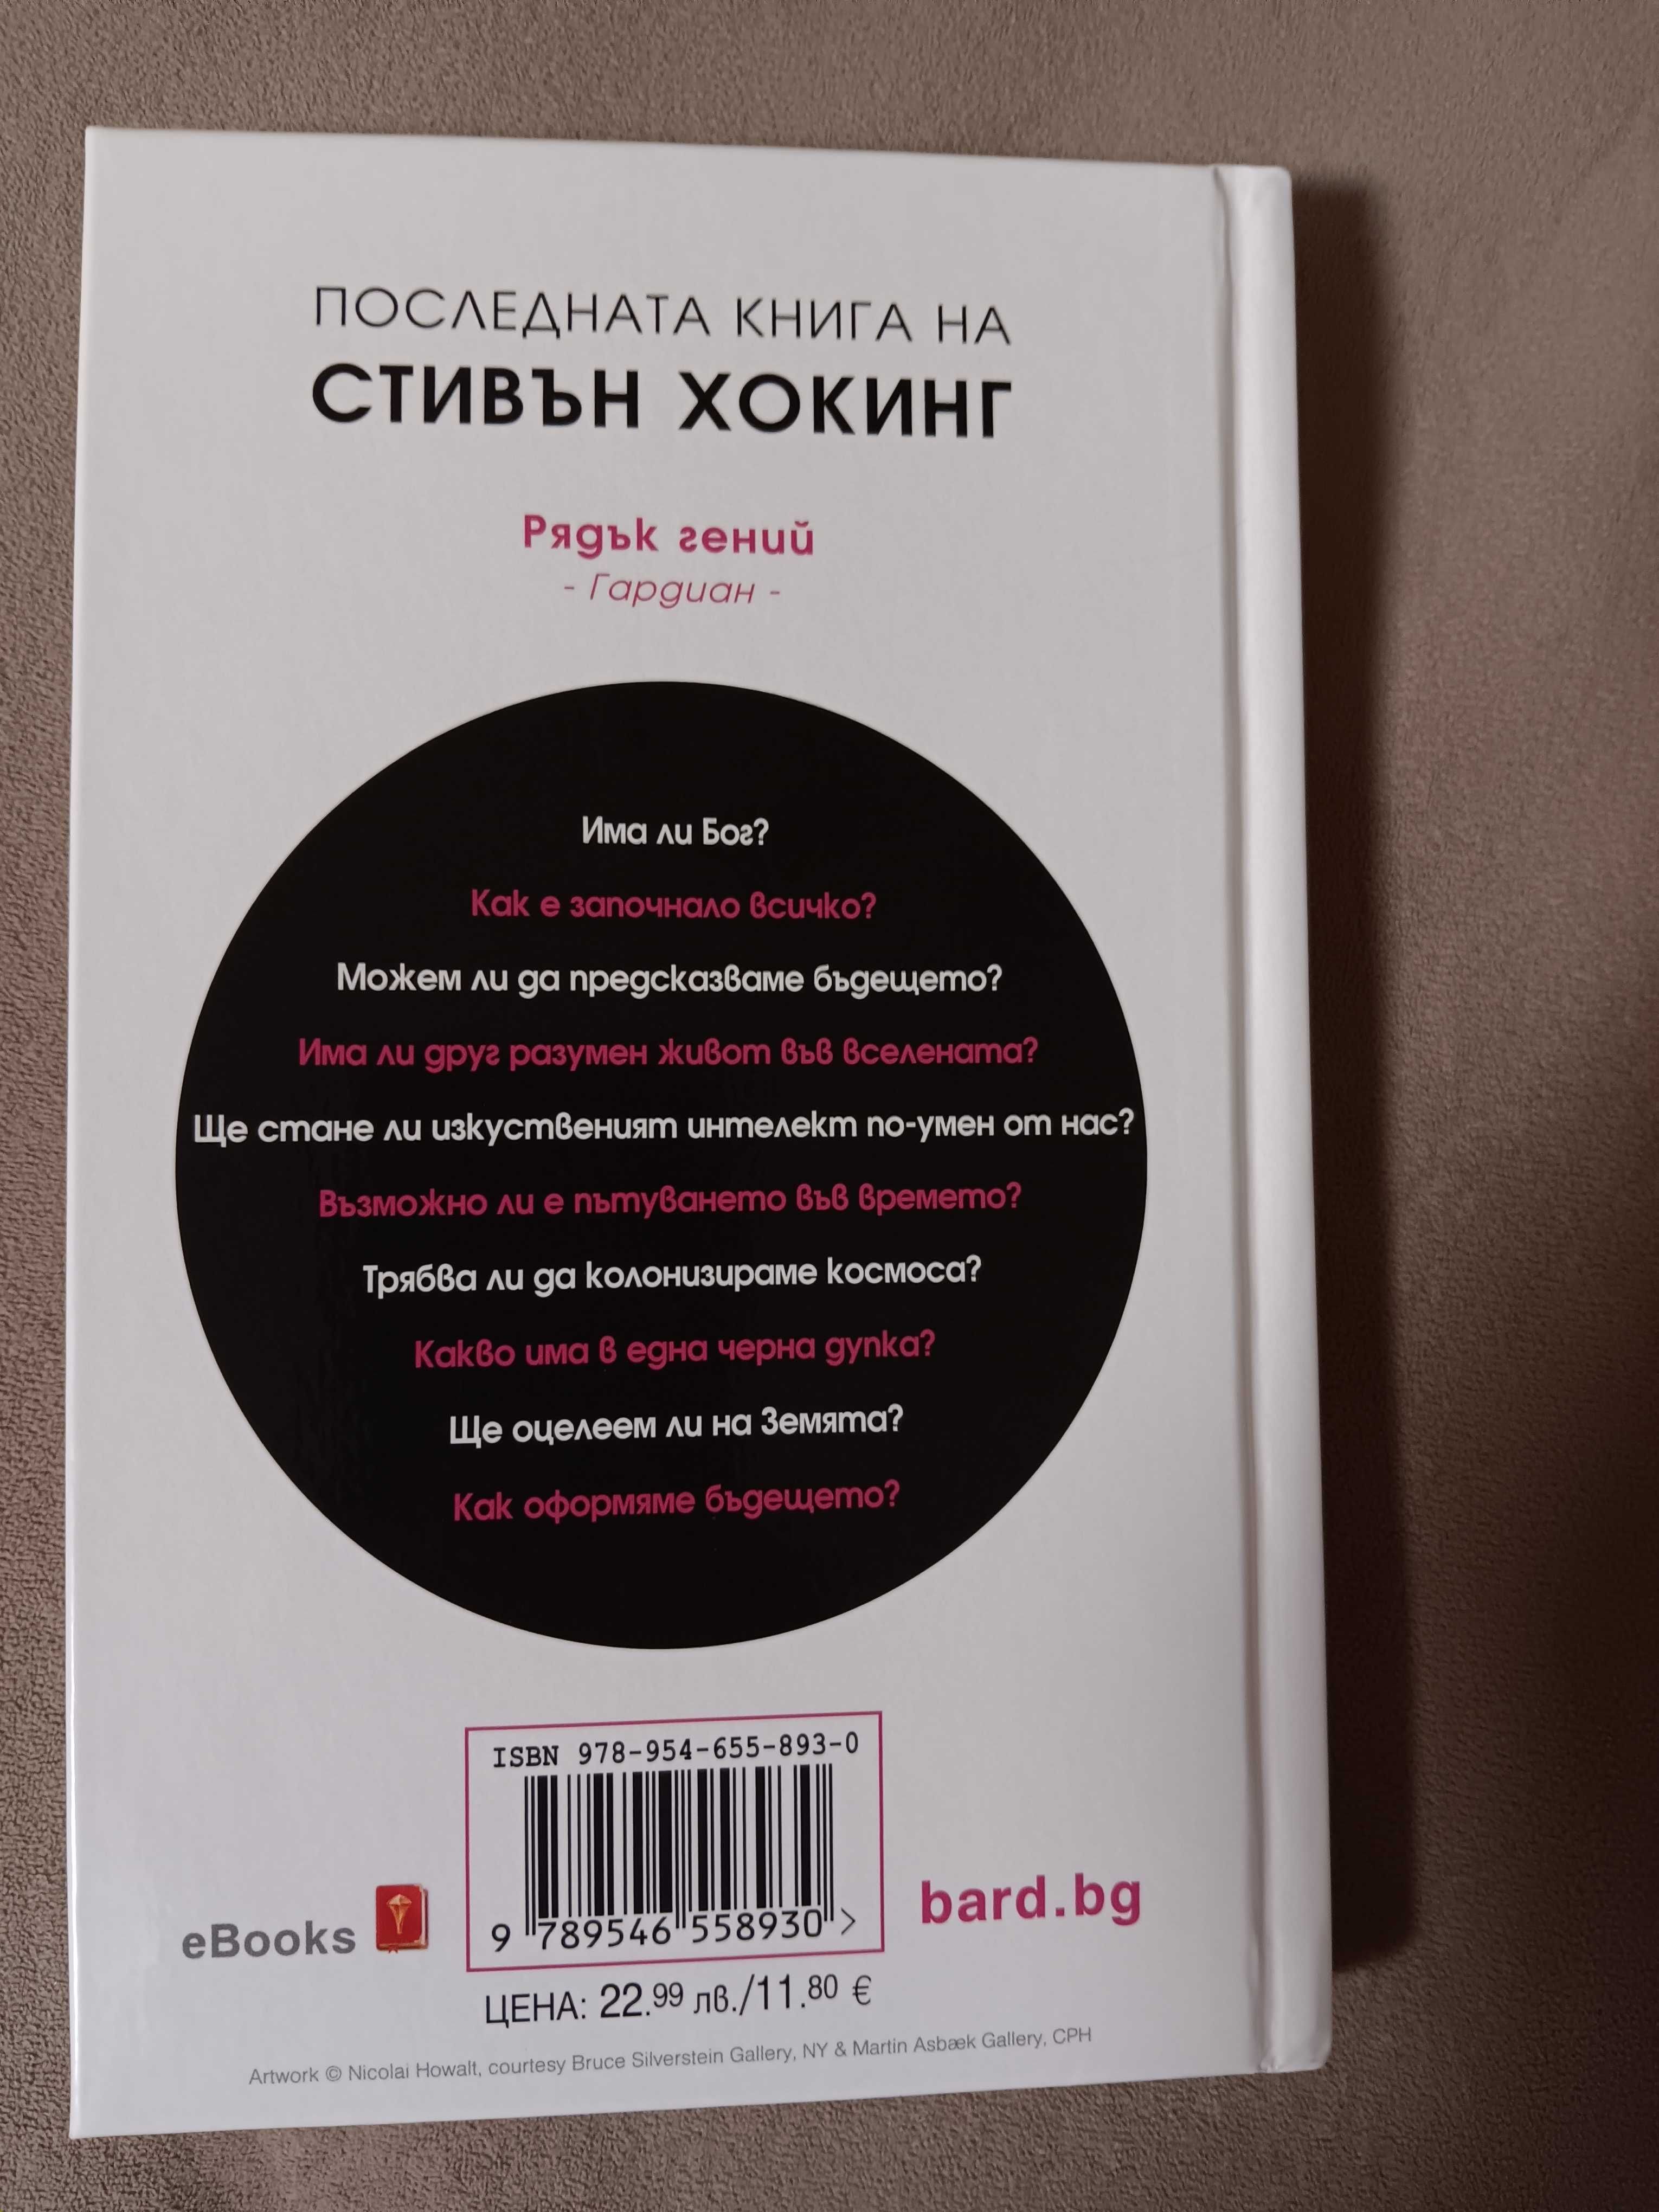 ПОСЛЕДНАТА КНИГА НА
СТИВЪН ХОКИНГ
Рядък гений
- Гардиан -
Има ли Бог?
Как е започнало всичко?
Можем ли да предсказваме бъдещето?
Има ли друг разумен живот във вселената?
Ще стане ли изкуственият интелект по-умен от нас?
Възможно ли е пътуването във времето?
Трябва ли да колонизираме космоса?
Какво има в една черна дупка?
Ще оцелеем ли на Земята?
Как оформяме бъдещето?
ISBN 978-954-655-893-0
9 789546 558930 >
eBooks
bard.bg
ЦЕНА: 22.99 лв./11.80 €
Artwork © Nicolai Howalt, courtesy Bruce Silverstein Gallery, NY & Martin Asbæk Gallery, CPH